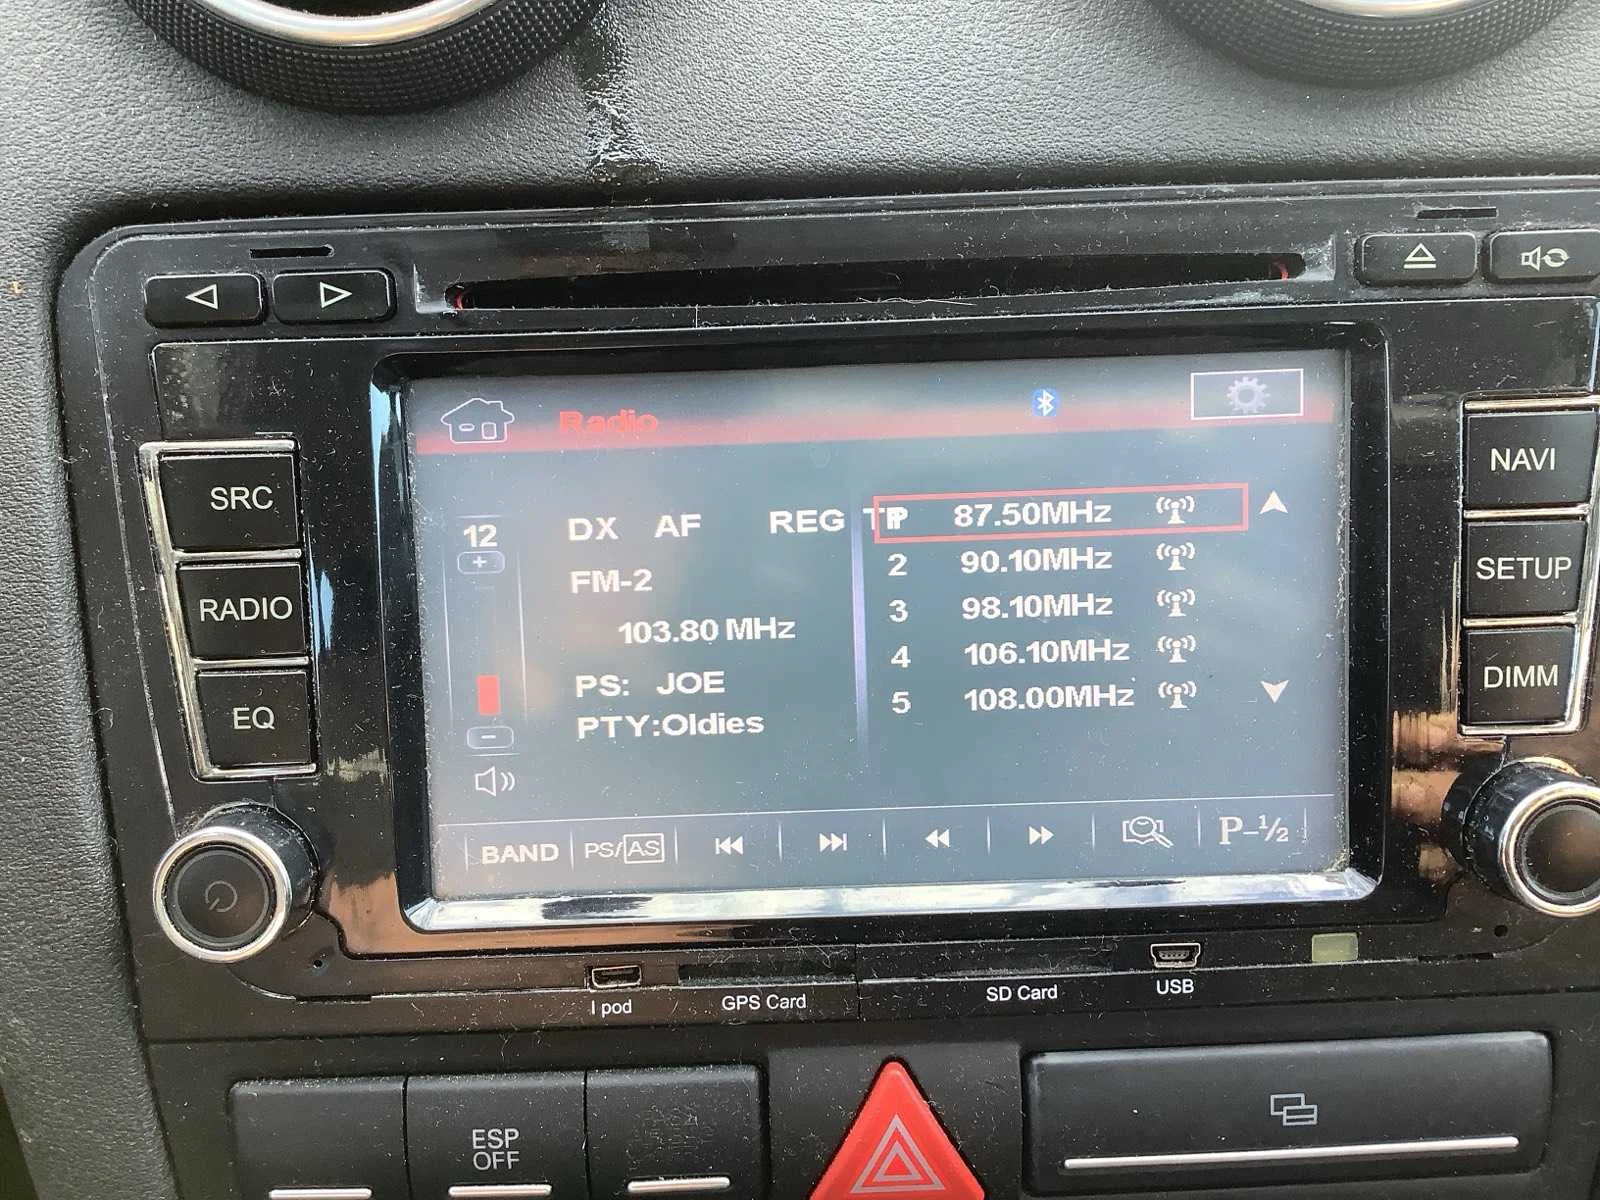 Radio
12
DX AF REG TP
FM-2
103.80 MHz
PS: JOE
PTY:Oldies
87.50MHz
2 90.10MHz
3 98.10MHz
4 106.10MHz
5 108.00MHz
BAND PS/AS P-½
SRC
RADIO
EQ
NAVI
SETUP
DIMM
I pod
GPS Card
SD Card
USB
ESP
OFF